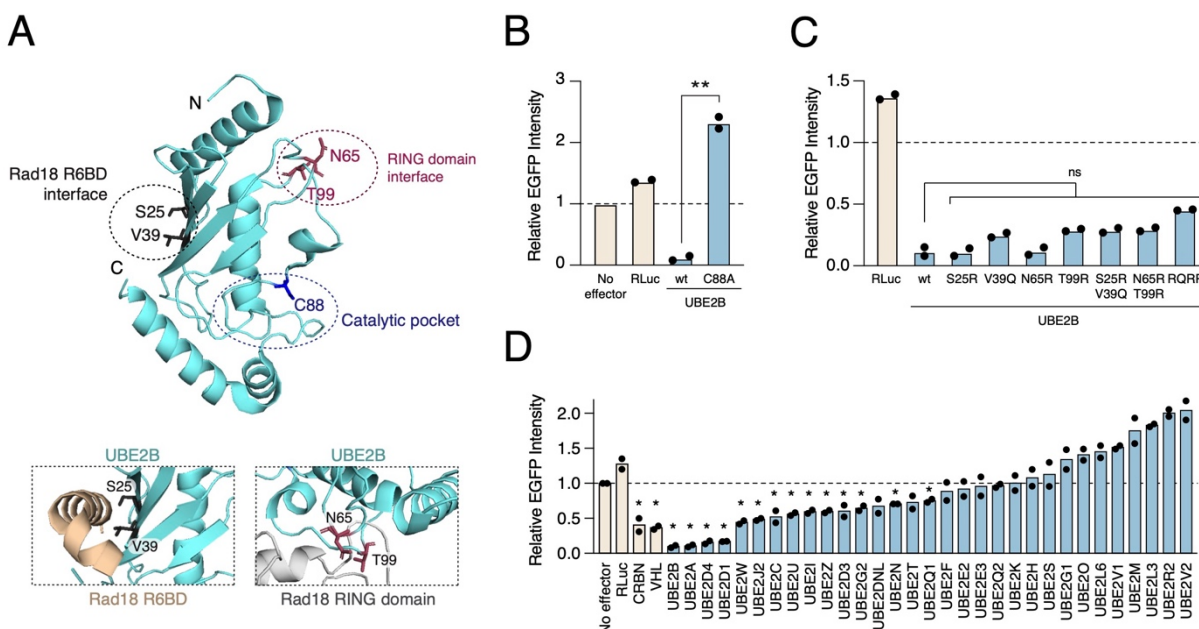 A
N
N65
T99
RING domain
interface
Rad18 R6BD
interface
S25
V39
C
C88
Catalytic pocket
UBE2B
S25
V39
Rad18 R6BD
UBE2B
N65
T99
Rad18 RING domain
B
Relative EGFP Intensity
3
2
1
0
**
No
effector
RLuc
wt
C88A
UBE2B
C
Relative EGFP Intensity
1.5
1.0
0.5
0.0
ns
RLuc
wt
S25R
V39Q
N65R
T99R
S25R
V39Q
N65R
T99R
UBE2B
D
Relative EGFP Intensity
2.0
1.5
1.0
0.5
0.0
* * * * * * * * * * * * * * * *
No effector
RLuc
CRBN
VHL
UBE2B
UBE2A
UBE2D4
UBE2D1
UBE2W
UBE2J2
UBE2C
UBE2U
UBE2I
UBE2Z
UBE2D3
UBE2G2
UBE2DNL
UBE2N
UBE2T
UBE2Q1
UBE2F
UBE2E2
UBE2E3
UBE2Q2
UBE2K
UBE2H
UBE2S
UBE2G1
UBE2O
UBE2L6
UBE2V1
UBE2M
UBE2L3
UBE2R2
UBE2V2